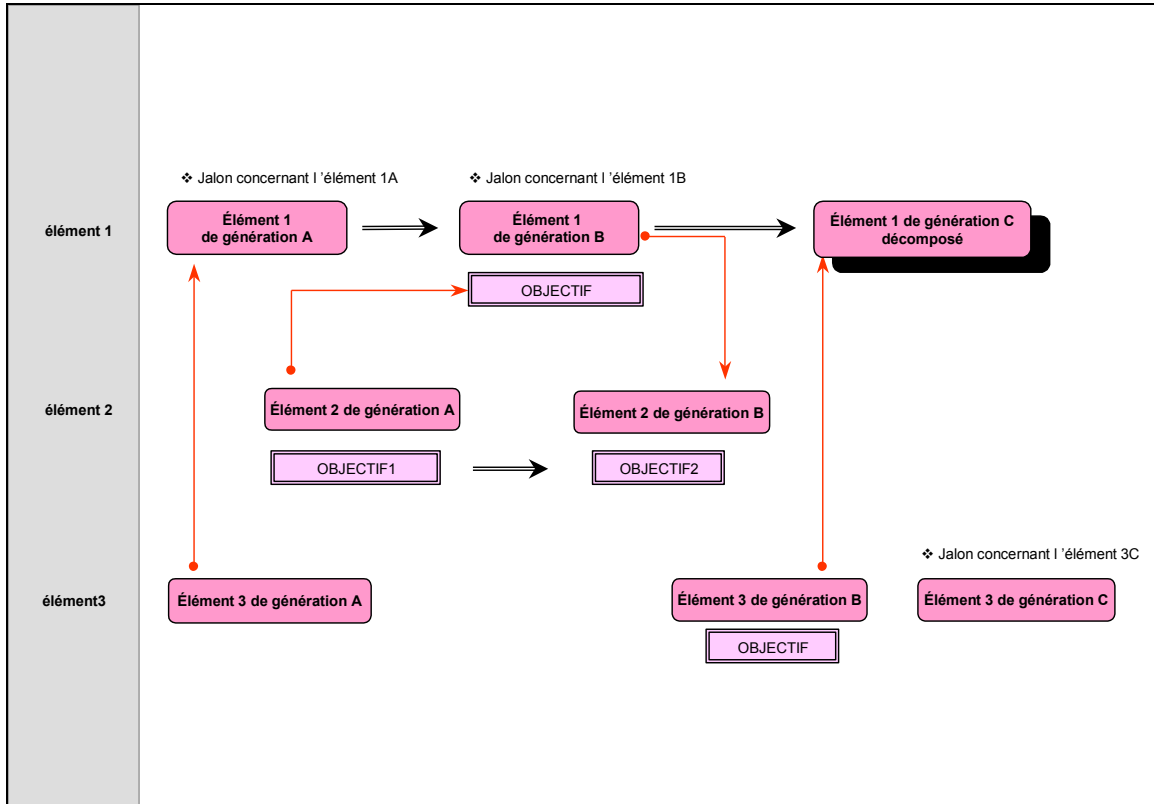 ❖ Jalon concernant l ’élément 1A
❖ Jalon concernant l ’élément 1B
élément 1
Élément 1
de génération A
Élément 1
de génération B
Élément 1 de génération C
décomposé
OBJECTIF
élément 2
Élément 2 de génération A
Élément 2 de génération B
OBJECTIF1
OBJECTIF2
❖ Jalon concernant l ’élément 3C
élément3
Élément 3 de génération A
Élément 3 de génération B
Élément 3 de génération C
OBJECTIF